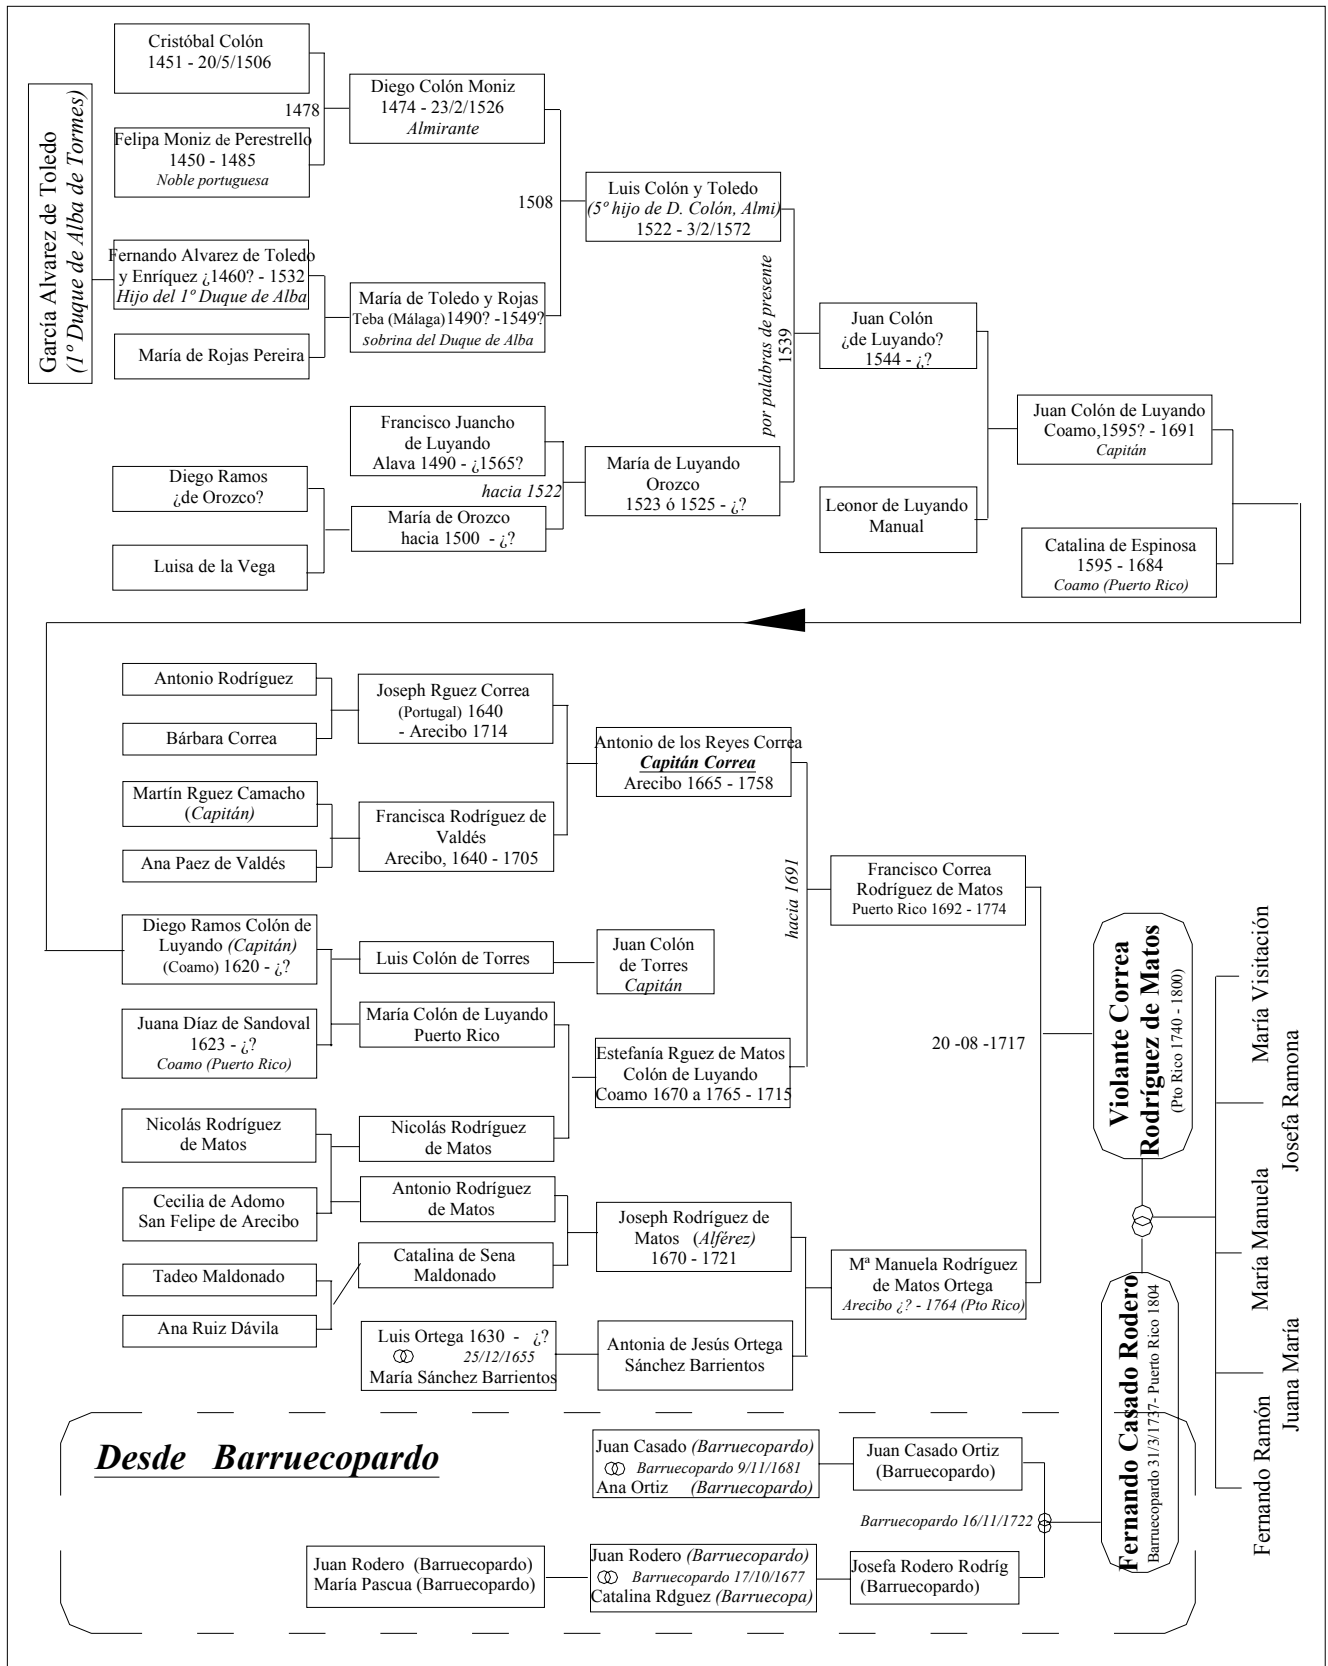 Cristóbal Colón
1451 - 20/5/1506
1478
Felipa Moniz de Perestrello
1450 - 1485
Noble portuguesa
Diego Colón Moniz
1474 - 23/2/1526
Almirante
García Alvarez de Toledo
(1º Duque de Alba de Tormes)
Fernando Alvarez de Toledo
y Enríquez ¿1460? - 1532
Hijo del 1º Duque de Alba
María de Rojas Pereira
María de Toledo y Rojas
Teba (Málaga) 1490? -1549?
sobrina del Duque de Alba
1508
Luis Colón y Toledo
(5º hijo de D. Colón, Almi)
1522 - 3/2/1572
por palabras de presente
1539
Francisco Juancho
de Luyando
Alava 1490 - ¿1565?
hacia 1522
Diego Ramos
¿de Orozco?
Luisa de la Vega
María de Orozco
hacia 1500 - ¿?
María de Luyando
Orozco
1523 ó 1525 - ¿?
Juan Colón
¿de Luyando?
1544 - ¿?
Leonor de Luyando
Manual
Juan Colón de Luyando
Coamo,1595? - 1691
Capitán
Catalina de Espinosa
1595 - 1684
Coamo (Puerto Rico)
Antonio Rodríguez
Bárbara Correa
Joseph Rguez Correa
(Portugal) 1640
- Arecibo 1714
Martín Rguez Camacho
(Capitán)
Ana Paez de Valdés
Francisca Rodríguez de
Valdés
Arecibo, 1640 - 1705
Antonio de los Reyes Correa
Capitán Correa
Arecibo 1665 - 1758
hacia 1691
Francisco Correa
Rodríguez de Matos
Puerto Rico 1692 - 1774
Diego Ramos Colón de
Luyando (Capitán)
(Coamo) 1620 - ¿?
Luis Colón de Torres
Juan Colón
de Torres
Capitán
Juana Díaz de Sandoval
1623 - ¿?
Coamo (Puerto Rico)
María Colón de Luyando
Puerto Rico
Estefanía Rguez de Matos
Colón de Luyando
Coamo 1670 a 1765 - 1715
20 -08 -1717
Nicolás Rodríguez
de Matos
Nicolás Rodríguez
de Matos
Cecilia de Adomo
San Felipe de Arecibo
Antonio Rodríguez
de Matos
Tadeo Maldonado
Ana Ruiz Dávila
Catalina de Sena
Maldonado
Joseph Rodríguez de
Matos (Alférez)
1670 - 1721
Mª Manuela Rodríguez
de Matos Ortega
Arecibo ¿? - 1764 (Pto Rico)
Luis Ortega 1630 - ¿?
25/12/1655
María Sánchez Barrientos
Antonia de Jesús Ortega
Sánchez Barrientos
Violante Correa
Rodríguez de Matos
(Pto Rico 1740 - 1800)
Fernando Casado Rodero
Barruecopardo 31/3/1737- Puerto Rico 1804
María Visitación
Josefa Ramona
María Manuela
Juana María
Fernando Ramón
Desde Barruecopardo
Juan Casado (Barruecopardo)
Barruecopardo 9/11/1681
Ana Ortiz (Barruecopardo)
Juan Casado Ortiz
(Barruecopardo)
Barruecopardo 16/11/1722
Juan Rodero (Barruecopardo)
María Pascua (Barruecopardo)
Juan Rodero (Barruecopardo)
Barruecopardo 17/10/1677
Catalina Rdguez (Barruecopa)
Josefa Rodero Rodríg
(Barruecopardo)